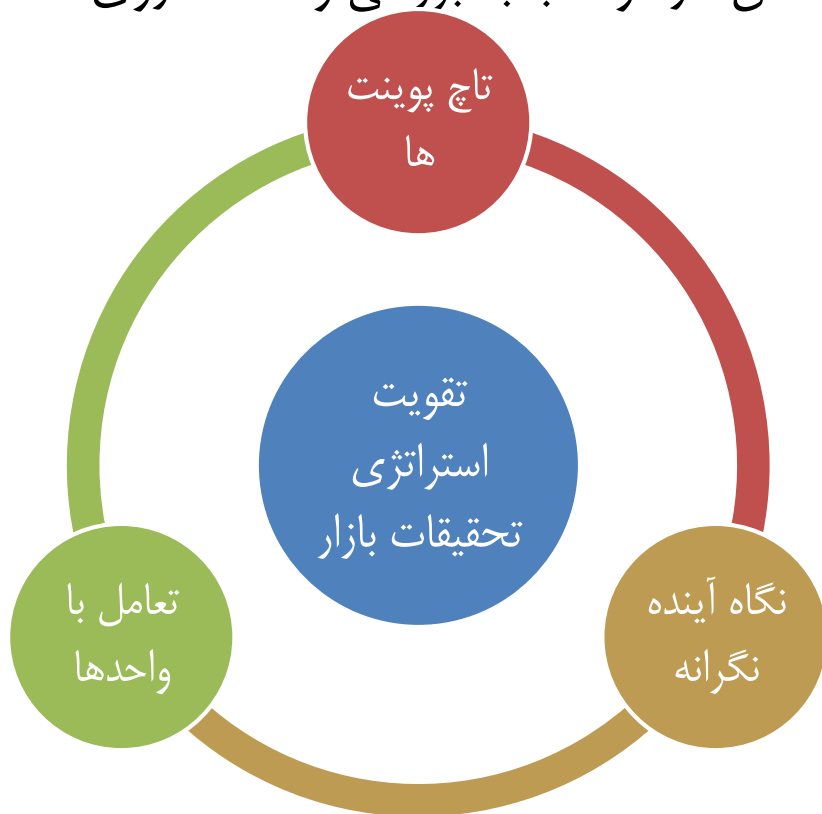 تاچ پوینت
ها
تقویت
استراتژی
تحقیقات بازار
نگاه آینده
نگرانه
تعامل با
واحدها